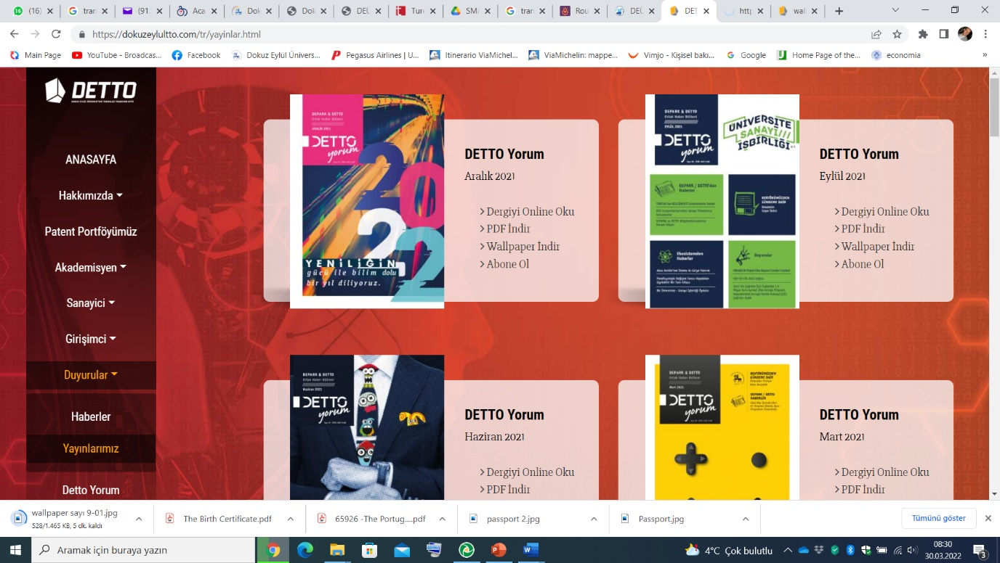 (16)
tran
(91.
Aca
Dok
Dok
DEÜ
Ture
SMA
tran
Rou
DEÜ
DET
http
wal
https://dokuzeylultto.com/tr/yayinlar.html
Main Page
YouTube - Broadcas...
Facebook
Dokuz Eylül Ünivers...
Pegasus Airlines | U...
Itinerario ViaMichel...
ViaMichelin: mappe...
Vimjo - Kişisel bakı...
Google
Home Page of the...
economia
»
DETTO
ANASAYFA
Hakkımızda
Patent Portföyümüz
Akademisyen
Sanayici
Girişimci
Duyurular
Haberler
Yayınlarımız
Detto Yorum
DEPARK & DETTO
Ortak Haber Bülteni
ARALIK 2021
DETTO
yorum
2022
YENİLİĞİN
gücü ile bilim dolu
bir yıl diliyoruz.
DETTO Yorum
Aralık 2021
Dergiyi Online Oku
PDF İndir
Wallpaper İndir
Abone Ol
DEPARK & DETTO
Ortak Haber Bülteni
EYLÜL 2021
DETTO
yorum
ÜNİVERSİTE
SANAYİ
İŞBİRLİĞİ
DEPARK / DETTO'dan
Haberler
REKTÖRÜMÜZDEN
GÜNDEME DAİR
Ekosistemden
Haberler
Duyurular
DETTO Yorum
Eylül 2021
Dergiyi Online Oku
PDF İndir
Wallpaper İndir
Abone Ol
DEPARK & DETTO
Ortak Haber Bülteni
Haziran 2021
DETTO
yorum
DETTO Yorum
Haziran 2021
Dergiyi Online Oku
PDF İndir
DEPARK & DETTO
Ortak Haber Bülteni
Mart 2021
DETTO
yorum
REKTÖRÜMÜZDEN
GÜNDEME DAİR
DEPARK / DETTO
HABERLER
DETTO Yorum
Mart 2021
Dergiyi Online Oku
PDF İndir
wallpaper sayı 9-01.jpg
528/1.465 KB, 5 dk. kaldı
The Birth Certificate.pdf
65926 -The Portug....pdf
passport 2.jpg
Passport.jpg
Tümünü göster
Aramak için buraya yazın
4°C Çok bulutlu
08:30
30.03.2022
3